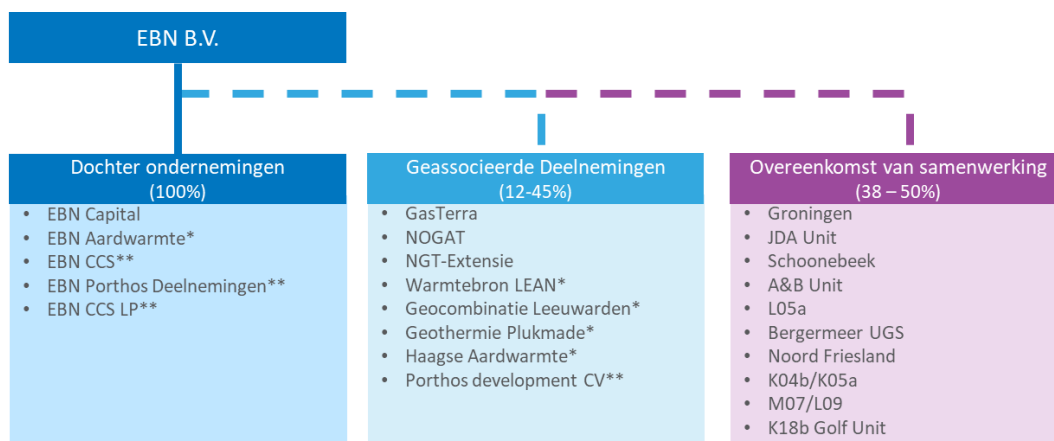 EBN B.V.
Dochter ondernemingen
(100%)
• EBN Capital
• EBN Aardwarmte*
• EBN CCS**
• EBN Porthos Deelnemingen**
• EBN CCS LP**
Geassocieerde Deelnemingen
(12-45%)
• GasTerra
• NOGAT
• NGT-Extensie
• Warmtebron LEAN*
• Geocombinatie Leeuwarden*
• Geothermie Plukmade*
• Haagse Aardwarmte*
• Porthos development CV**
Overeenkomst van samenwerking
(38 – 50%)
• Groningen
• JDA Unit
• Schoonebeek
• A&B Unit
• L05a
• Bergermeer UGS
• Noord Friesland
• K04b/K05a
• M07/L09
• K18b Golf Unit